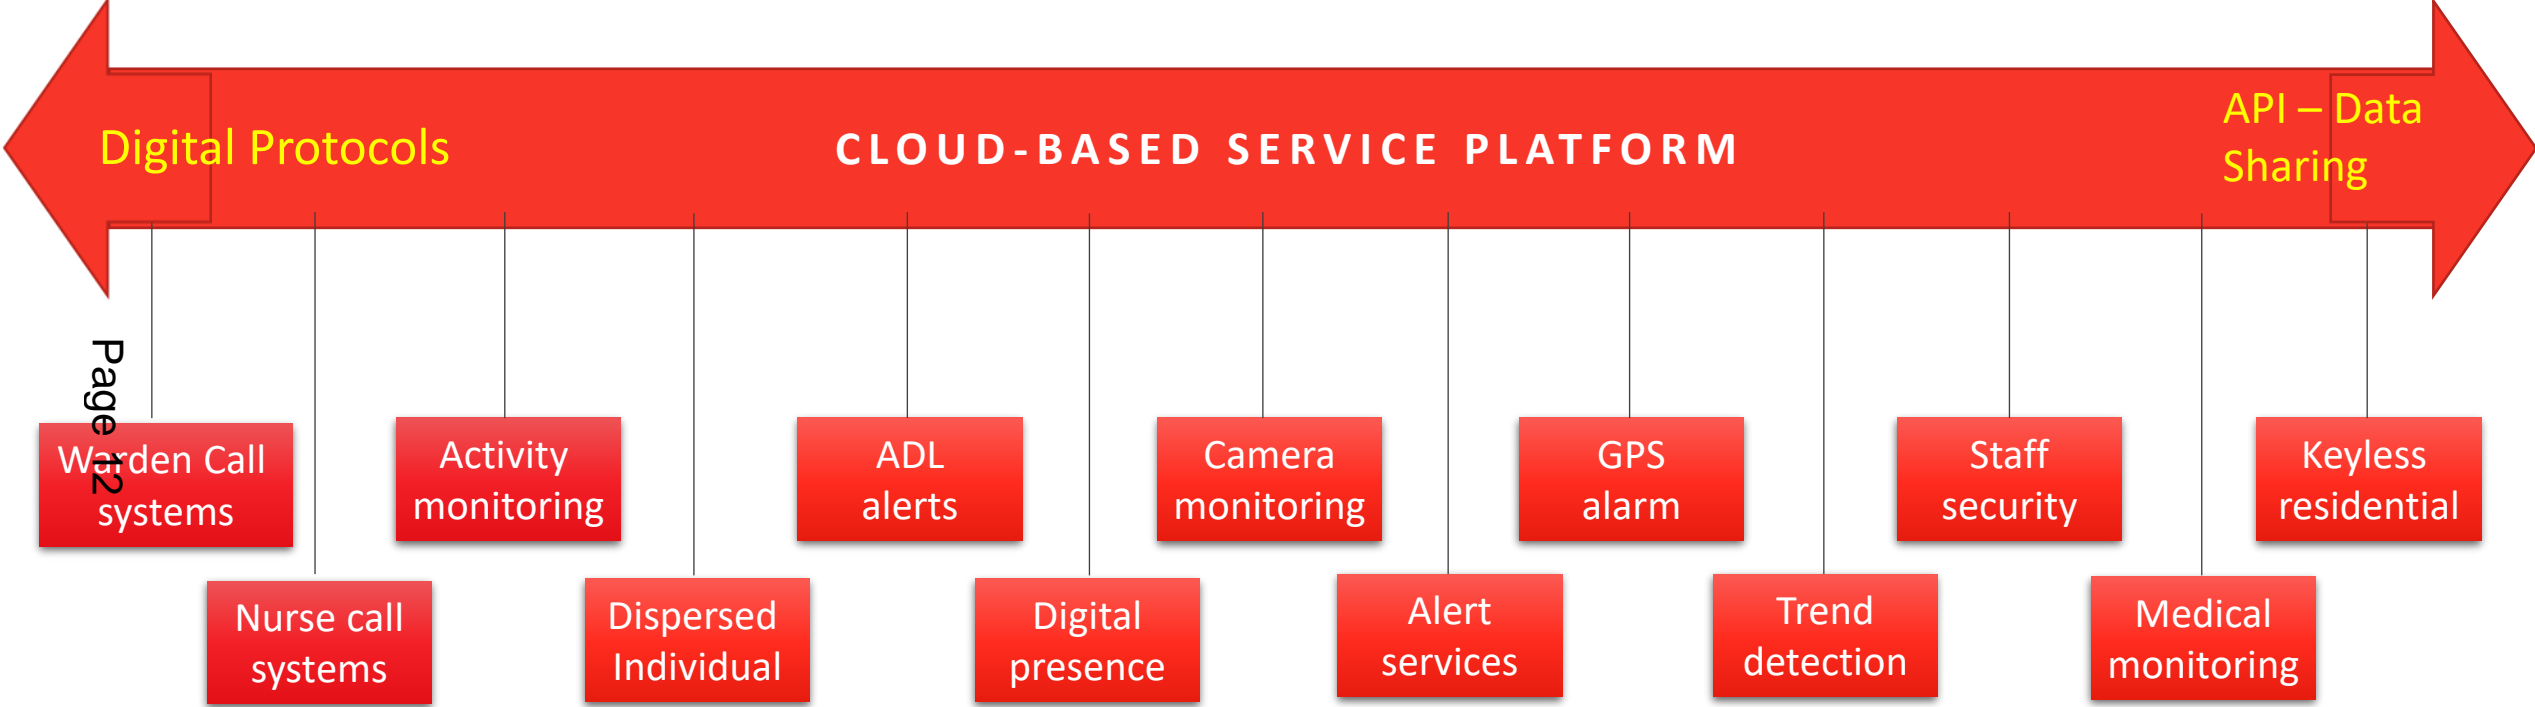 Digital Protocols
CLOUD-BASED SERVICE PLATFORM
API – Data
Sharing
Page 12
Warden Call
systems
Nurse call
systems
Activity
monitoring
Dispersed
Individual
ADL
alerts
Digital
presence
Camera
monitoring
Alert
services
GPS
alarm
Trend
detection
Staff
security
Medical
monitoring
Keyless
residential